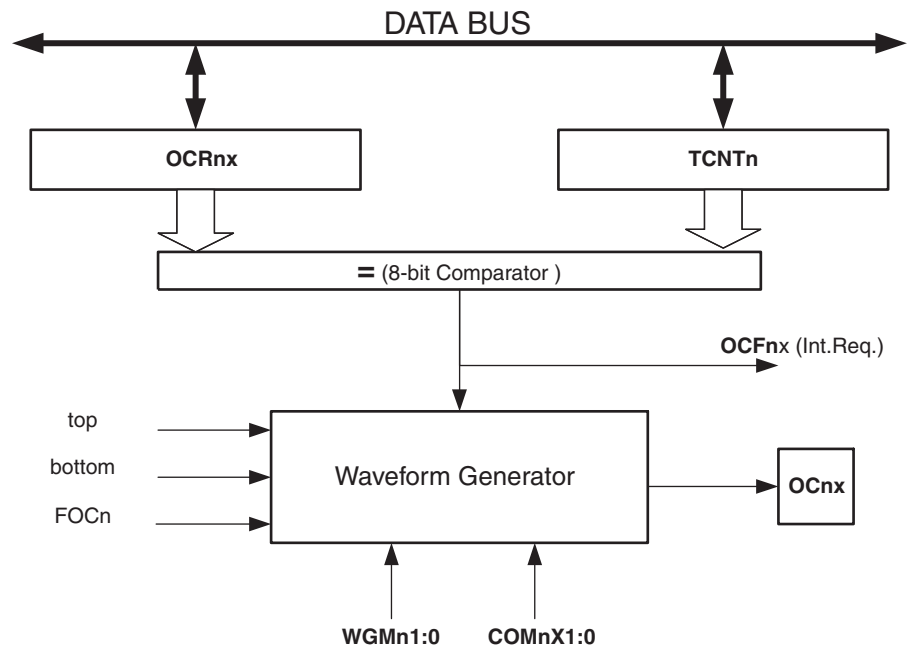 DATA BUS
OCRnx
TCNTn
= (8-bit Comparator )
OCFnx (Int.Req.)
top
bottom
FOCn
Waveform Generator
OCnx
WGMn1:0
COMnX1:0